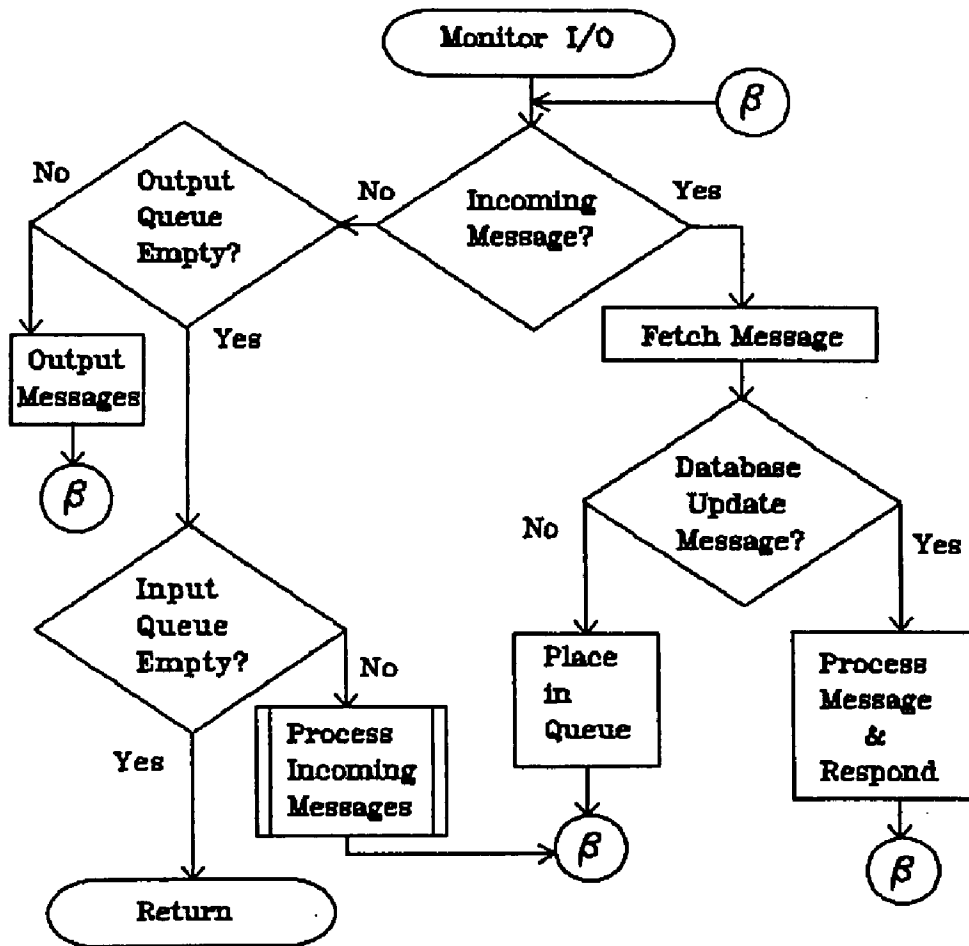 Monitor I/O
β
No
Output
Queue
Empty?
No
Incoming
Message?
Yes
Yes
Output
Messages
Fetch Message
β
Database
Update
Message?
No
Yes
Input
Queue
Empty?
No
Yes
Process
Incoming
Messages
Place
in
Queue
Process
Message
&
Respond
β
β
Return